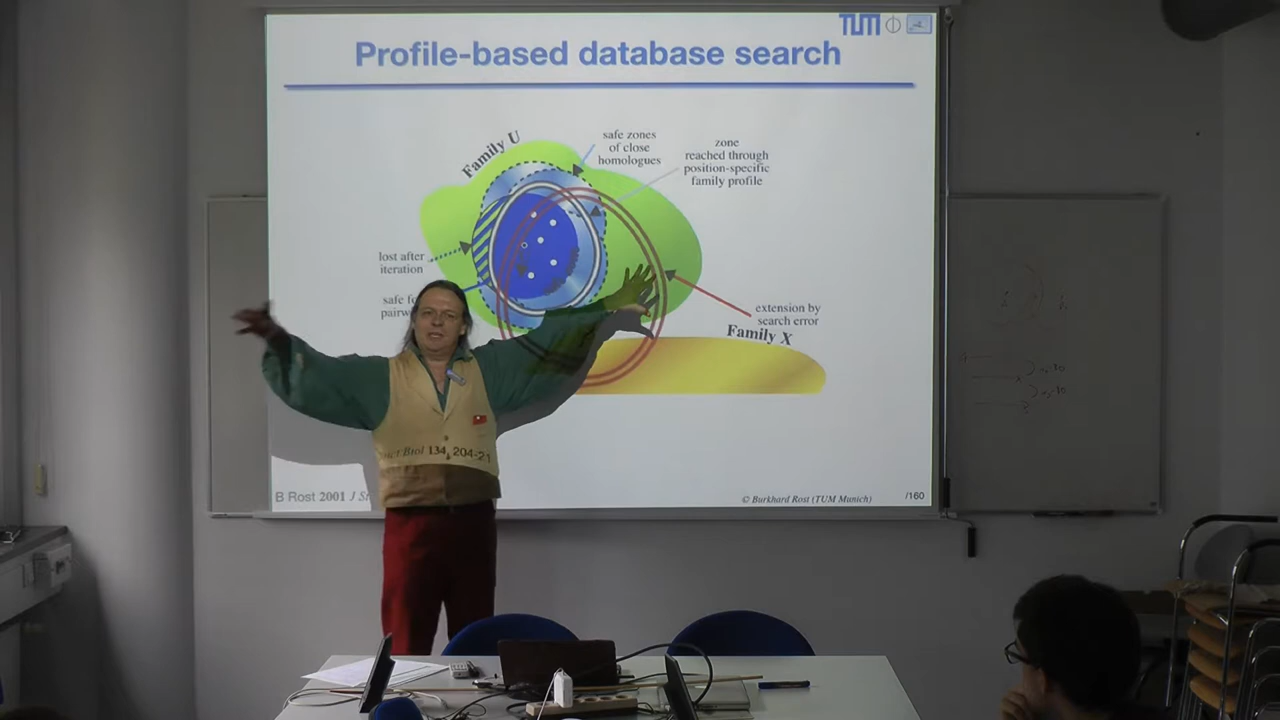 TUM
Profile-based database search
Family U
safe zones
of close
homologues
zone
reached through
position-specific
family profile
lost after
iteration
safe
pairw
extension by
search error
Family X
B Rost 2001 J St
uct Biol 134, 204-21
© Burkhard Rost (TUM Munich)
/160